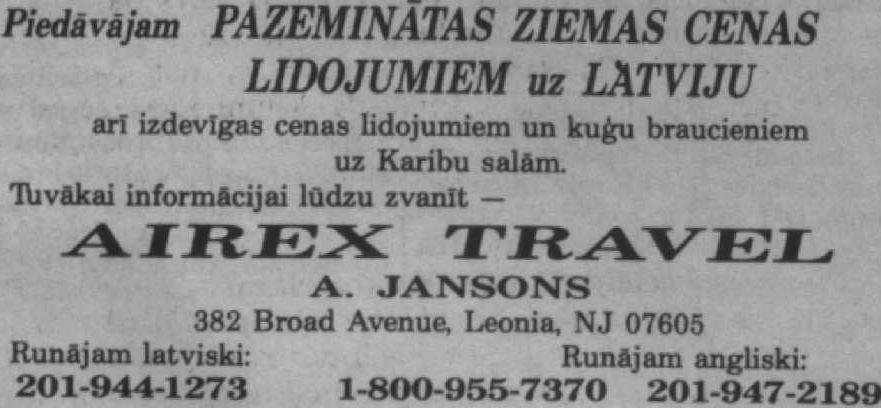 Piedāvājam PAZEMINĀTAS ZIEMAS CENAS
LIDOJUMIEM uz LATVIJU
arī izdevīgas cenas lidojumiem un kuģu braucieniem
uz Karibu salām.
Tuvākai informācijai lūdzu zvanīt —
AIREX TRAVEL
A. JANSONS
382 Broad Avenue, Leonia, NJ 07605
Runājam latviski: Runājam angliski:
201-944-1273 1-800-955-7370 201-947-2189